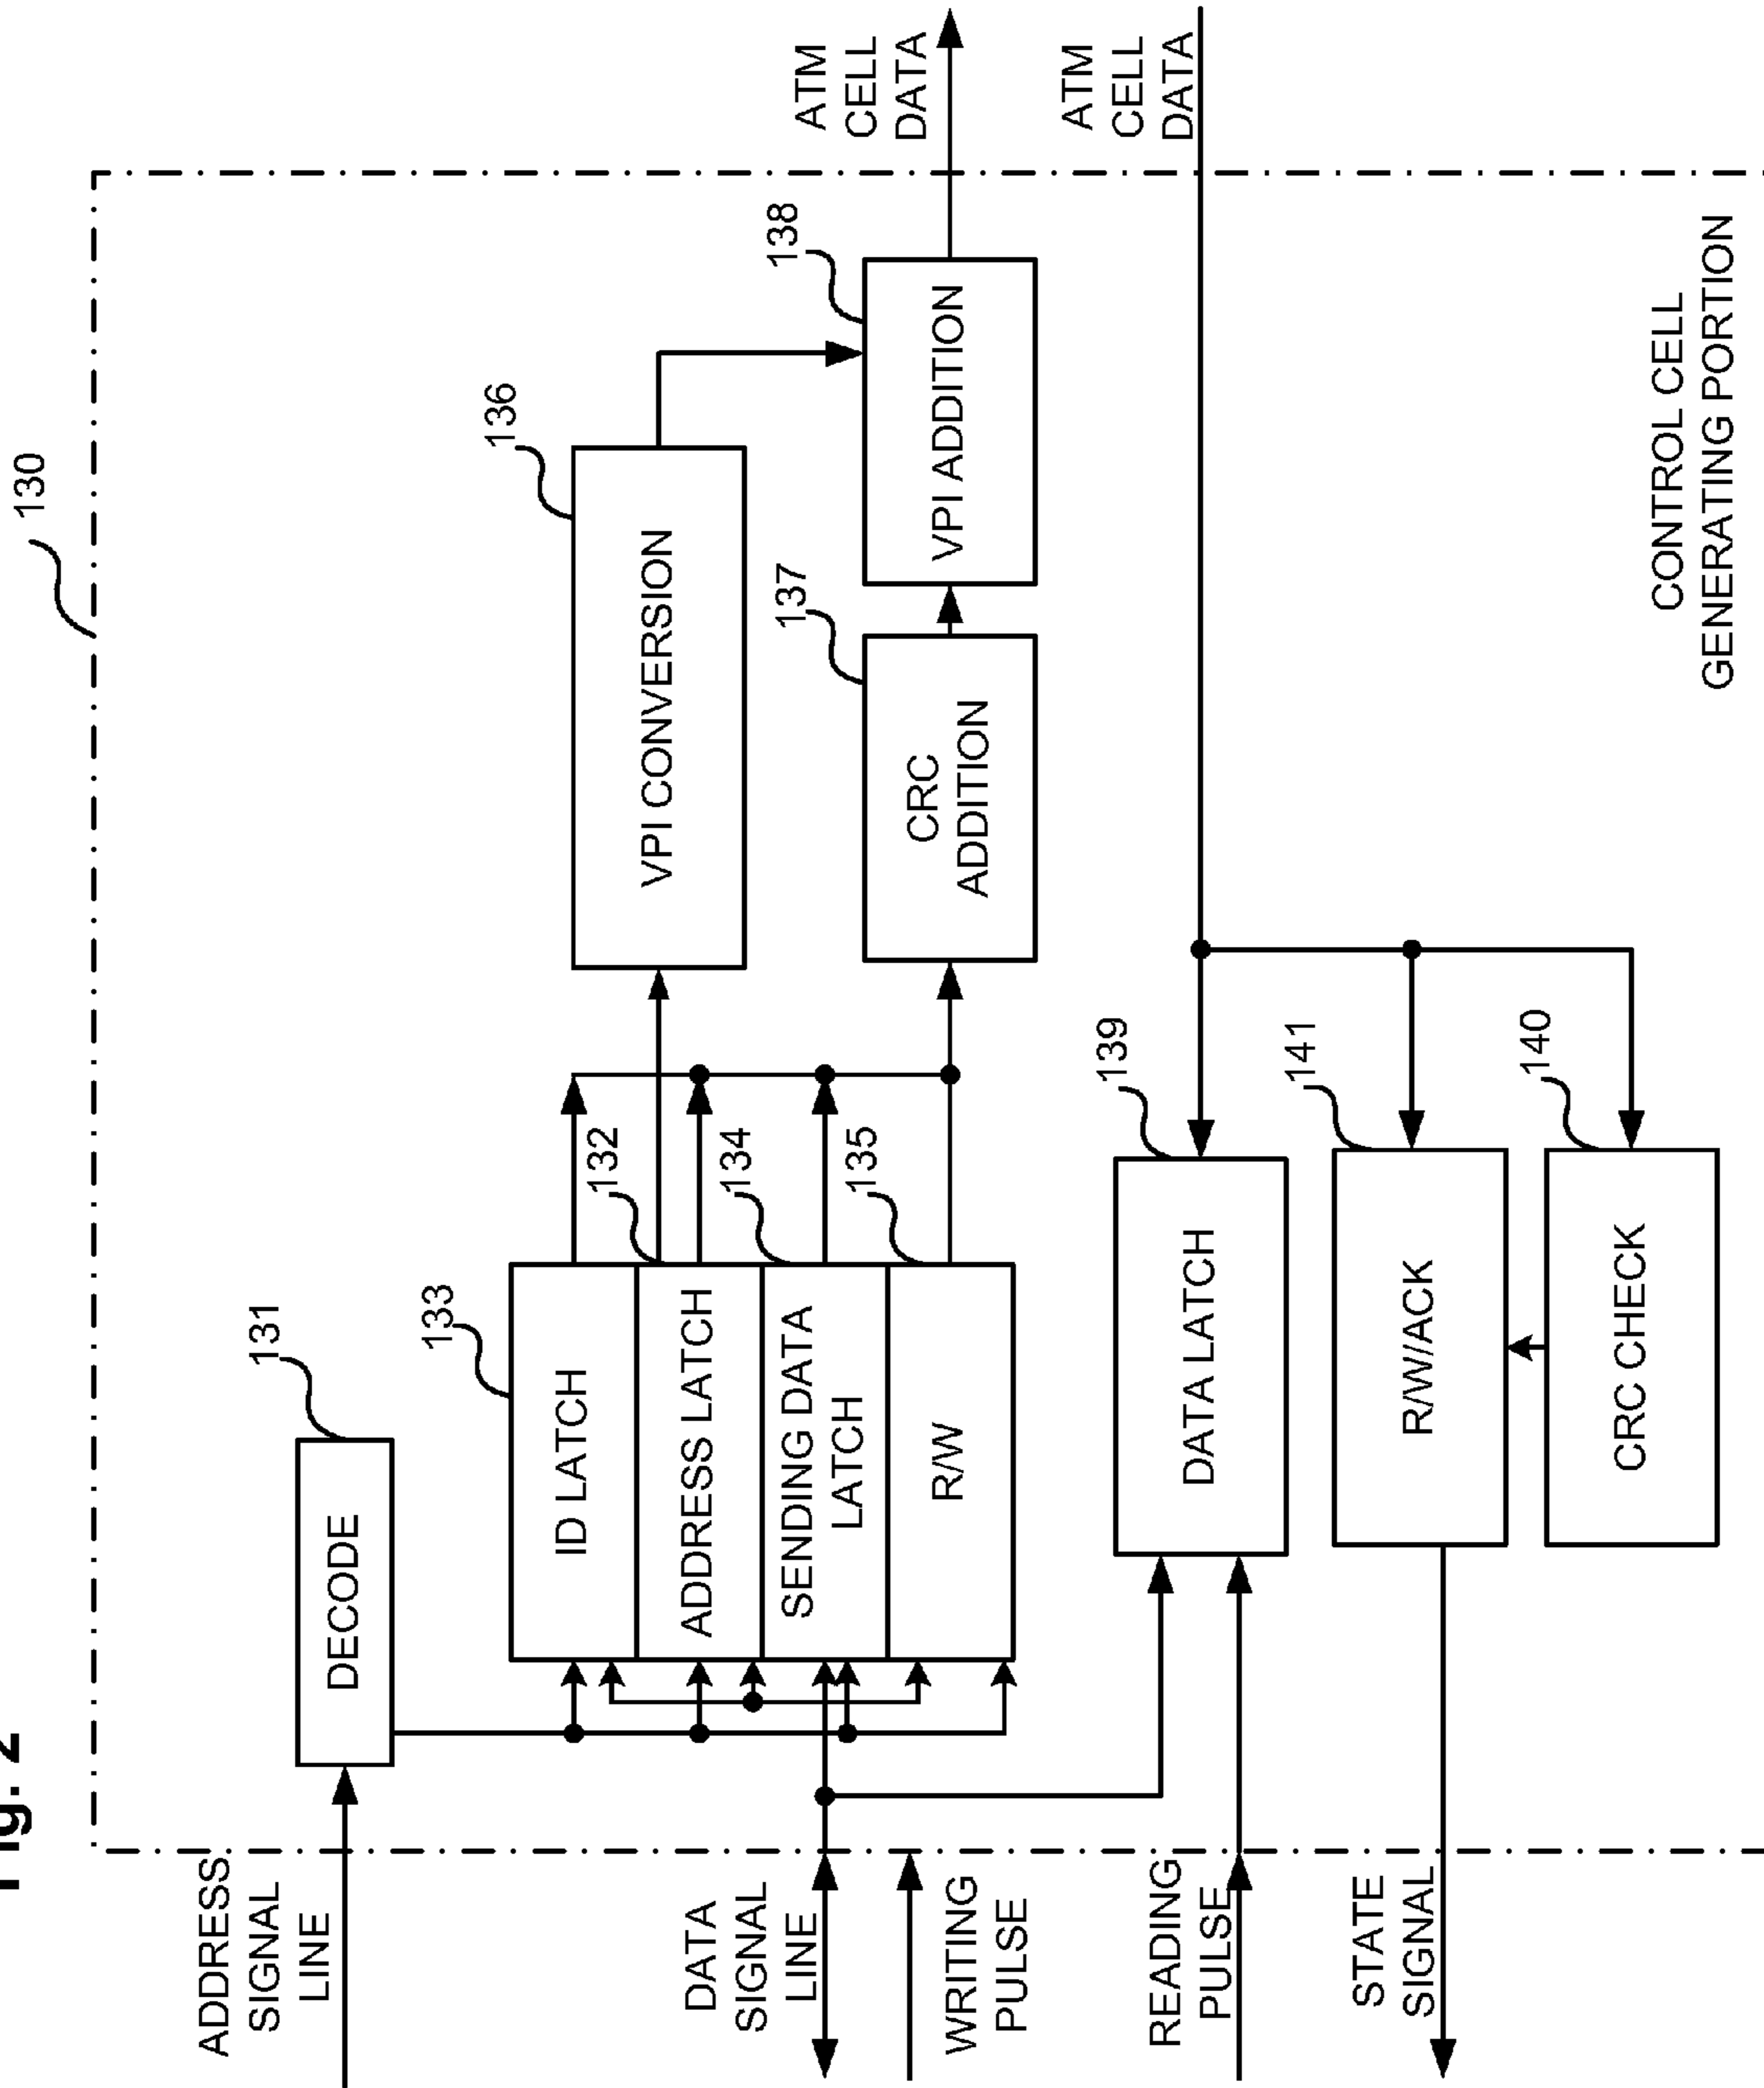 Fig. 2
130
ADDRESS
SIGNAL
LINE
DECODE
131
133
ID LATCH
132
ADDRESS LATCH
134
SENDING DATA
LATCH
135
R/W
136
VPI CONVERSION
137
CRC
ADDITION
138
VPI ADDITION
ATM
CELL
DATA
ATM
CELL
DATA
DATA
SIGNAL
LINE
WRITING
PULSE
READING
PULSE
STATE
SIGNAL
139
DATA LATCH
141
R/W/ACK
140
CRC CHECK
CONTROL CELL
GENERATING PORTION